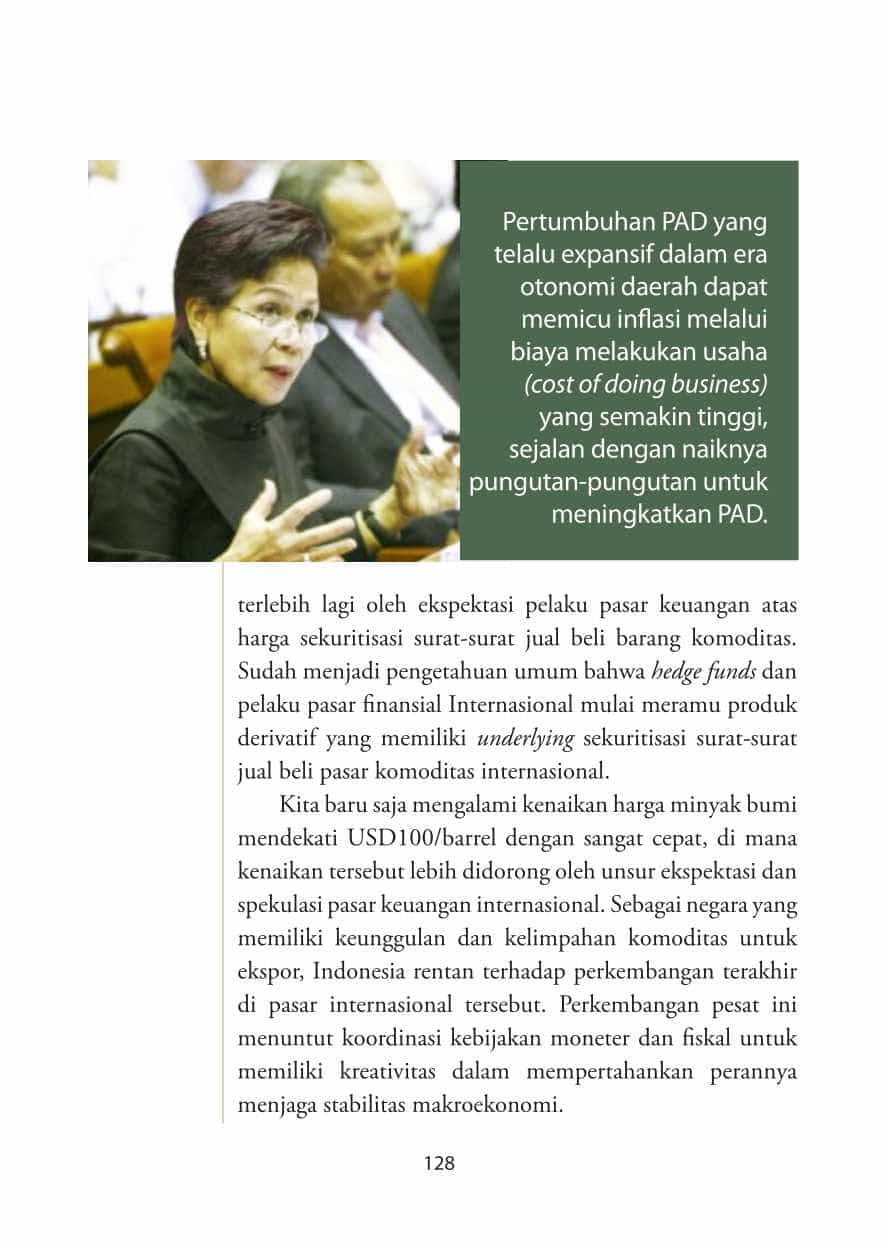 Pertumbuhan PAD yang
telalu expansif dalam era
otonomi daerah dapat
memicu inflasi melalui
biaya melakukan usaha
(cost of doing business)
yang semakin tinggi,
sejalan dengan naiknya
pungutan-pungutan untuk
meningkatkan PAD.
terlebih lagi oleh ekspektasi pelaku pasar keuangan atas
harga sekuritisasi surat-surat jual beli barang komoditas.
Sudah menjadi pengetahuan umum bahwa hedge funds dan
pelaku pasar finansial Internasional mulai meramu produk
derivatif yang memiliki underlying sekuritisasi surat-surat
jual beli pasar komoditas internasional.
Kita baru saja mengalami kenaikan harga minyak bumi
mendekati USD100/barrel dengan sangat cepat, di mana
kenaikan tersebut lebih didorong oleh unsur ekspektasi dan
spekulasi pasar keuangan internasional. Sebagai negara yang
memiliki keunggulan dan kelimpahan komoditas untuk
ekspor, Indonesia rentan terhadap perkembangan terakhir
di pasar internasional tersebut. Perkembangan pesat ini
menuntut koordinasi kebijakan moneter dan fiskal untuk
memiliki kreativitas dalam mempertahankan perannya
menjaga stabilitas makroekonomi.
128